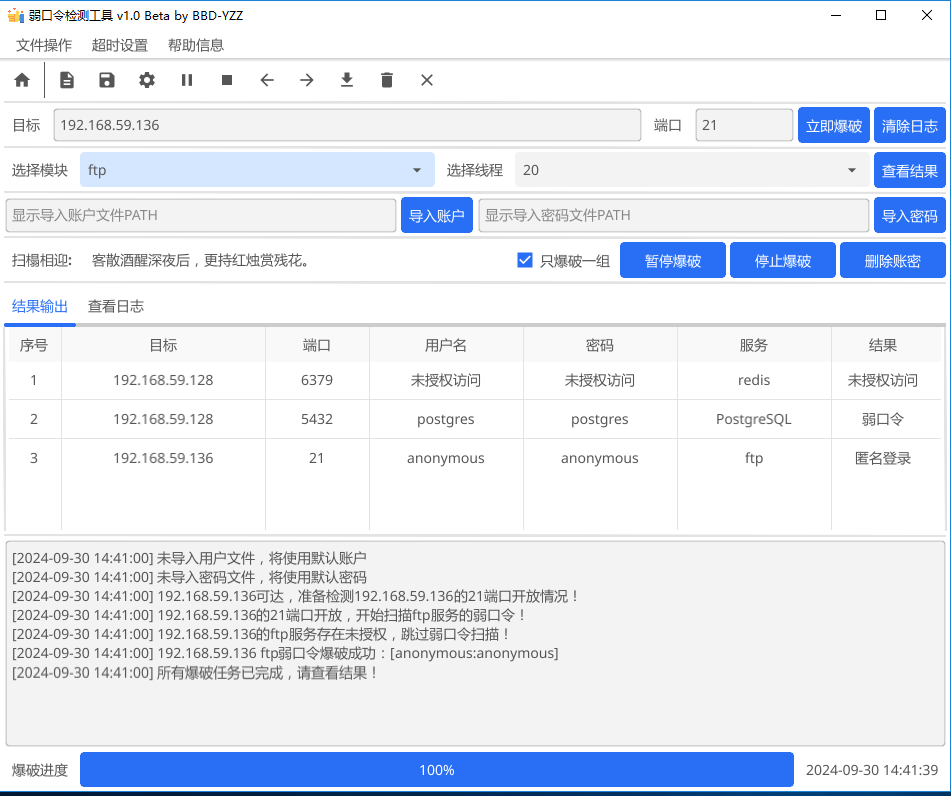 弱口令检测工具 v1.0 Beta by BBD-YZZ
文件操作 超时设置 帮助信息
目标 192.168.59.136 端口 21 立即爆破 清除日志
选择模块 ftp 选择线程 20 查看结果
显示导入账户文件PATH 导入账户 显示导入密码文件PATH 导入密码
扫榻相迎: 客散酒醒深夜后，更持红烛赏残花。 只爆破一组 暂停爆破 停止爆破 删除账密
结果输出 查看日志
序号 目标 端口 用户名 密码 服务 结果
1 192.168.59.128 6379 未授权访问 未授权访问 redis 未授权访问
2 192.168.59.128 5432 postgres postgres PostgreSQL 弱口令
3 192.168.59.136 21 anonymous anonymous ftp 匿名登录
[2024-09-30 14:41:00] 未导入用户文件，将使用默认账户
[2024-09-30 14:41:00] 未导入密码文件，将使用默认密码
[2024-09-30 14:41:00] 192.168.59.136可达，准备检测192.168.59.136的21端口开放情况！
[2024-09-30 14:41:00] 192.168.59.136的21端口开放，开始扫描ftp服务的弱口令！
[2024-09-30 14:41:00] 192.168.59.136的ftp服务存在未授权，跳过弱口令扫描！
[2024-09-30 14:41:00] 192.168.59.136 ftp弱口令爆破成功：[anonymous:anonymous]
[2024-09-30 14:41:00] 所有爆破任务已完成，请查看结果！
爆破进度 100% 2024-09-30 14:41:39